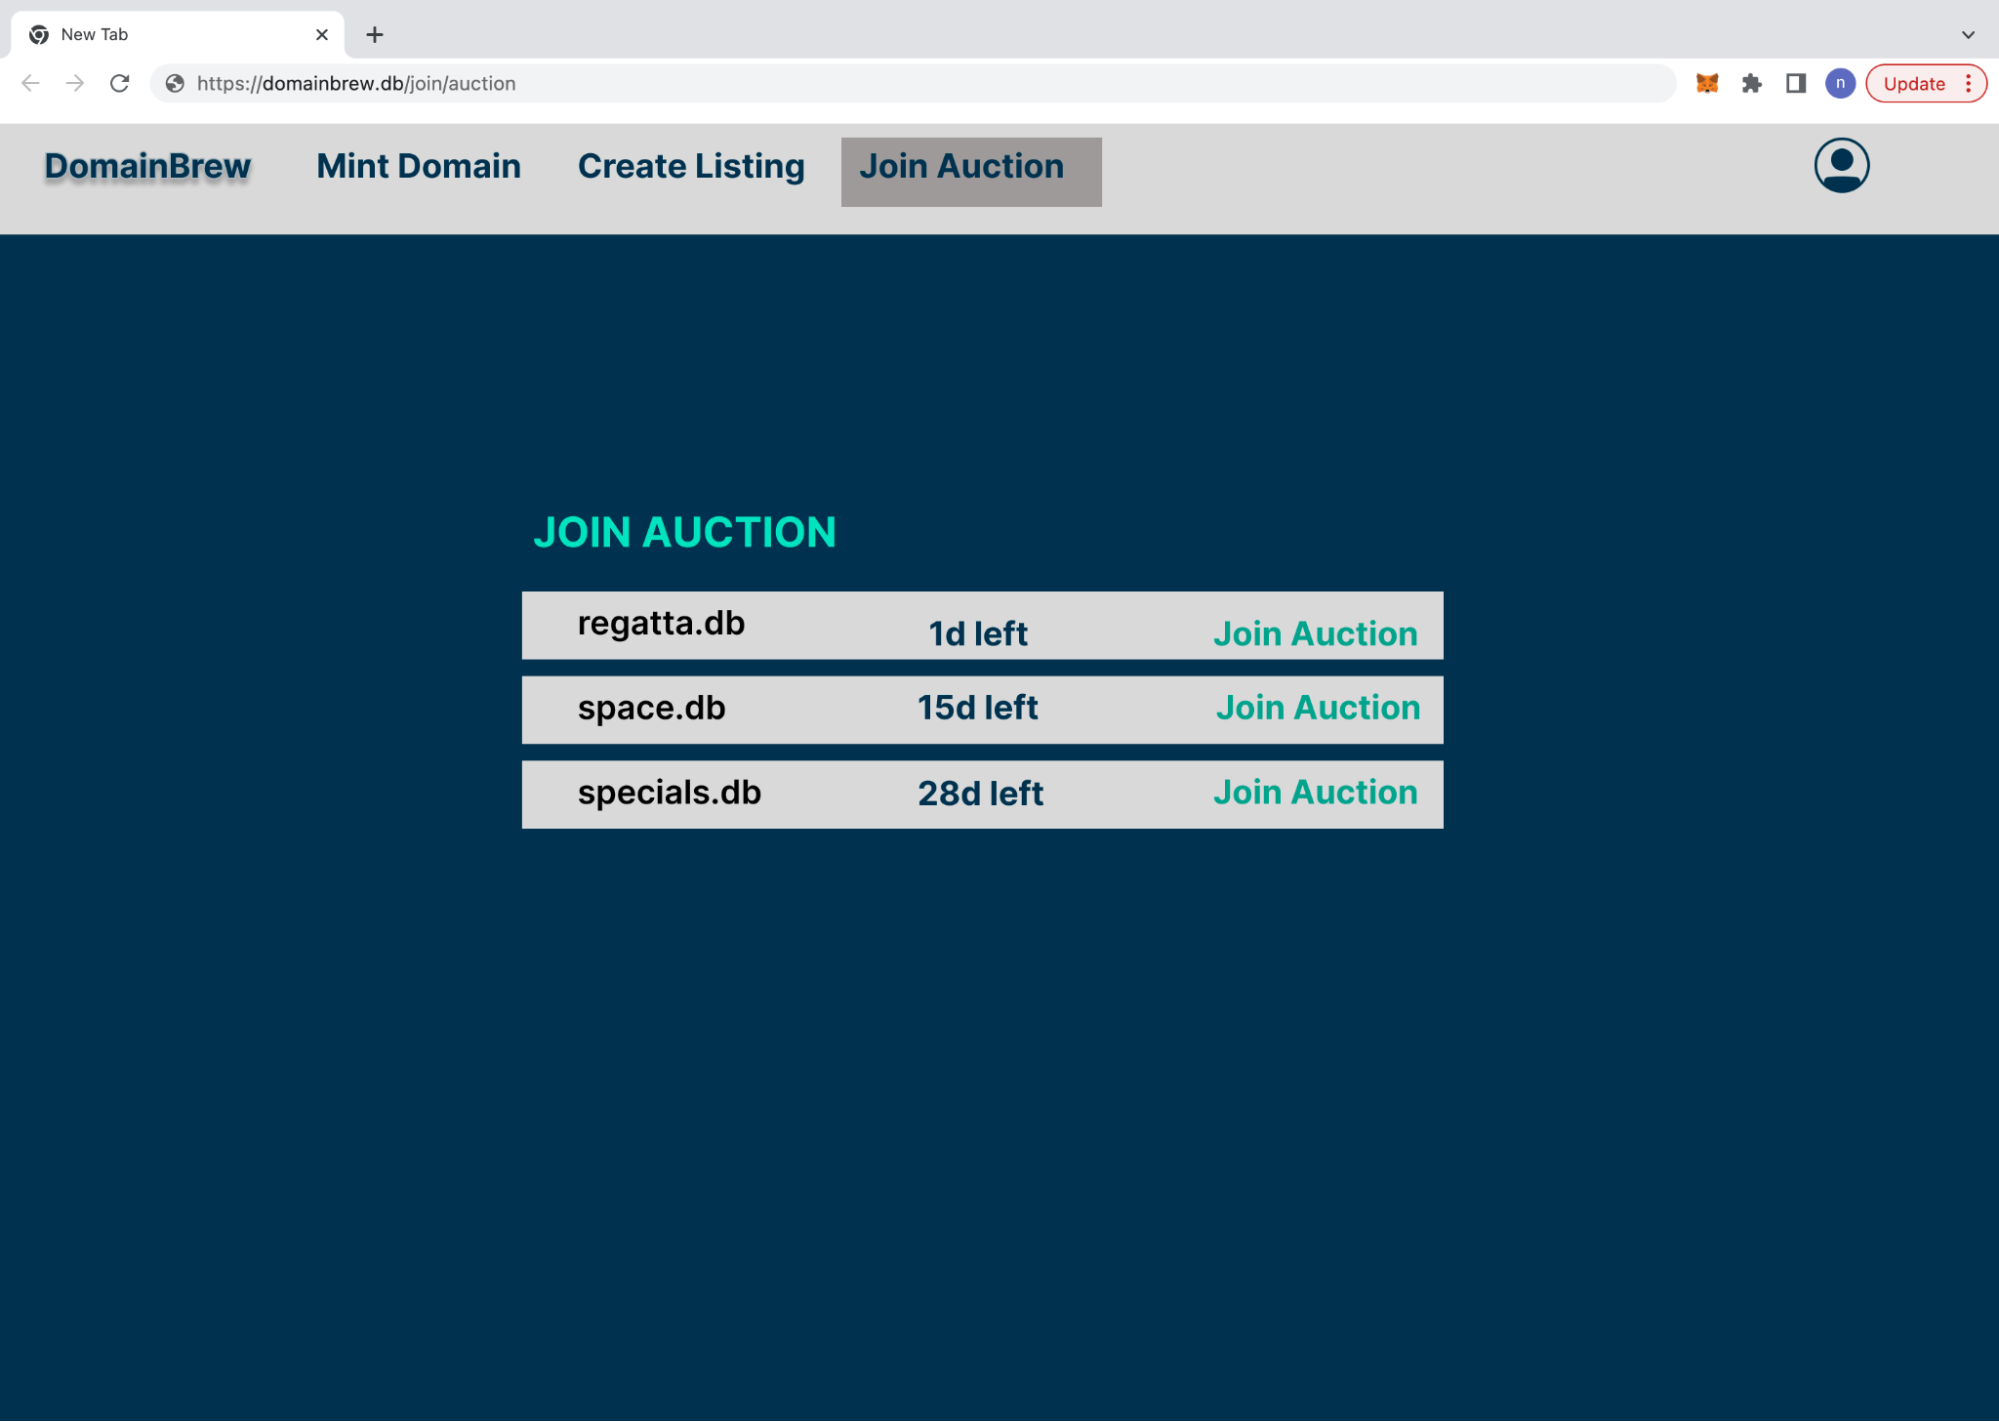 New Tab
https://domainbrew.db/join/auction
n
Update
DomainBrew Mint Domain Create Listing Join Auction
JOIN AUCTION
regatta.db 1d left Join Auction
space.db 15d left Join Auction
specials.db 28d left Join Auction